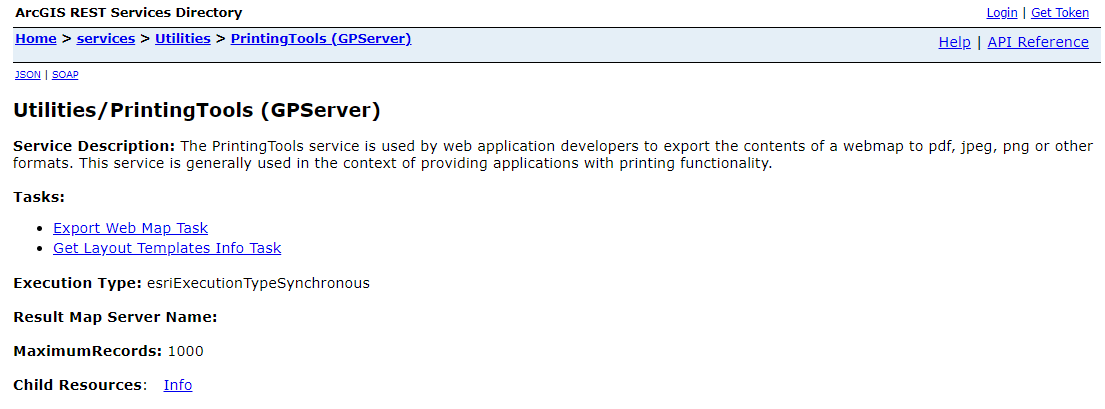 ArcGIS REST Services Directory
Login | Get Token
Home > services > Utilities > PrintingTools (GPServer)
Help | API Reference
JSON | SOAP
Utilities/PrintingTools (GPServer)
Service Description: The PrintingTools service is used by web application developers to export the contents of a webmap to pdf, jpeg, png or other
formats. This service is generally used in the context of providing applications with printing functionality.
Tasks:
• Export Web Map Task
• Get Layout Templates Info Task
Execution Type: esriExecutionTypeSynchronous
Result Map Server Name:
MaximumRecords: 1000
Child Resources: Info